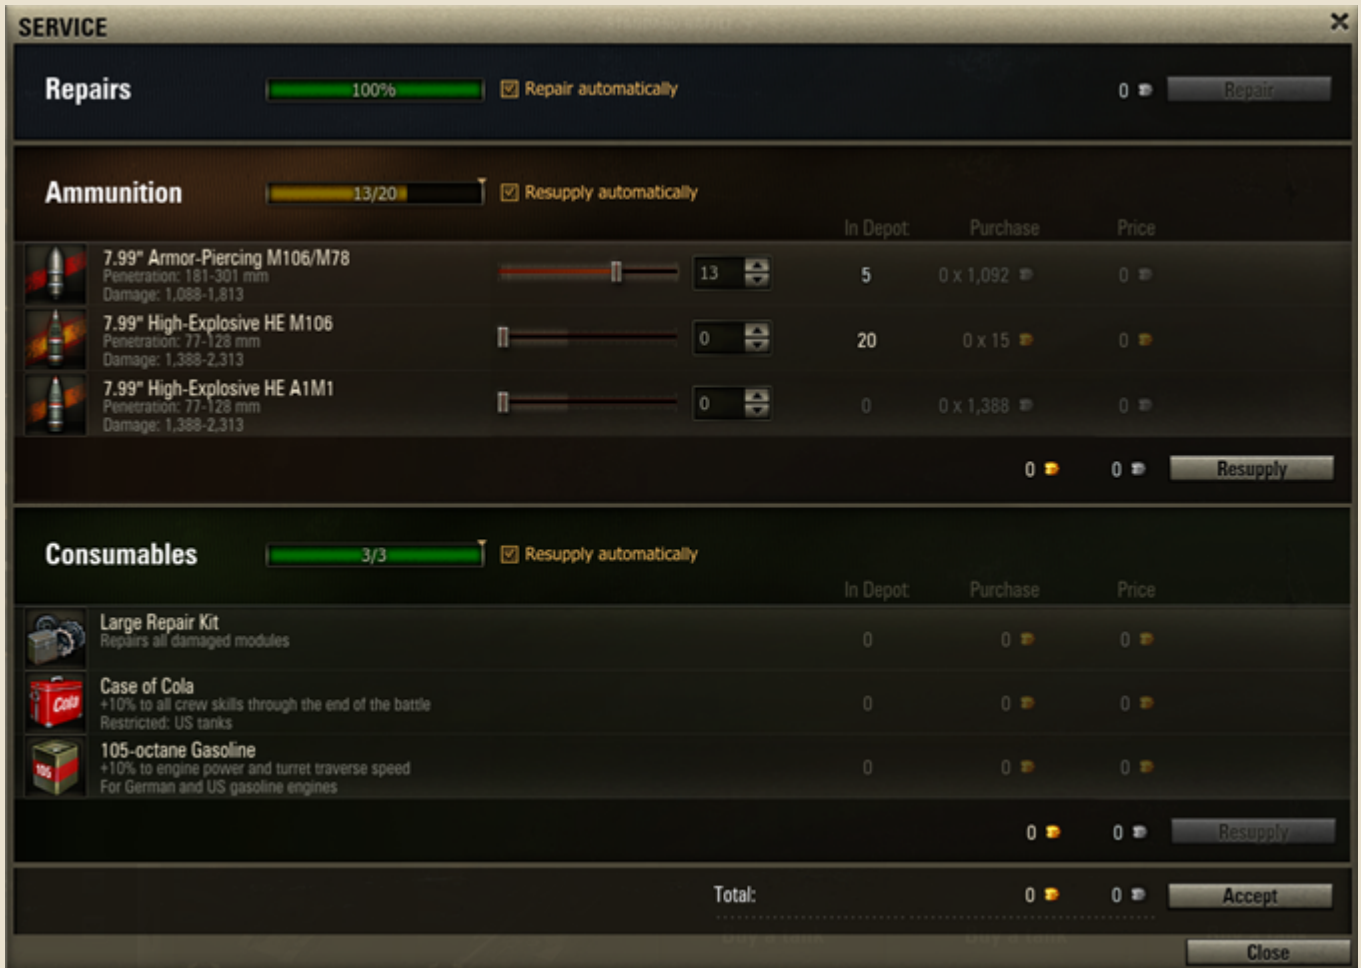 SERVICE
Repairs 100% Repair automatically 0 Repair
Ammunition 13/20 Resupply automatically
In Depot Purchase Price
7.99" Armor-Piercing M106/M78
Penetration: 181-301 mm
Damage: 1,088-1,813
13 5 0 x 1,092 0
7.99" High-Explosive HE M106
Penetration: 77-128 mm
Damage: 1,388-2,313
0 20 0 x 15 0
7.99" High-Explosive HE A1M1
Penetration: 77-128 mm
Damage: 1,388-2,313
0 0 0 x 1,388 0
0 0 Resupply
Consumables 3/3 Resupply automatically
In Depot Purchase Price
Large Repair Kit
Repairs all damaged modules
0 0 0
Case of Cola
+10% to all crew skills through the end of the battle
Restricted: US tanks
Cola
0 0 0
105-octane Gasoline
+10% to engine power and turret traverse speed
For German and US gasoline engines
105
0 0 0
0 0 Resupply
Total: 0 0 Accept
Buy a tank Buy a tank
Close